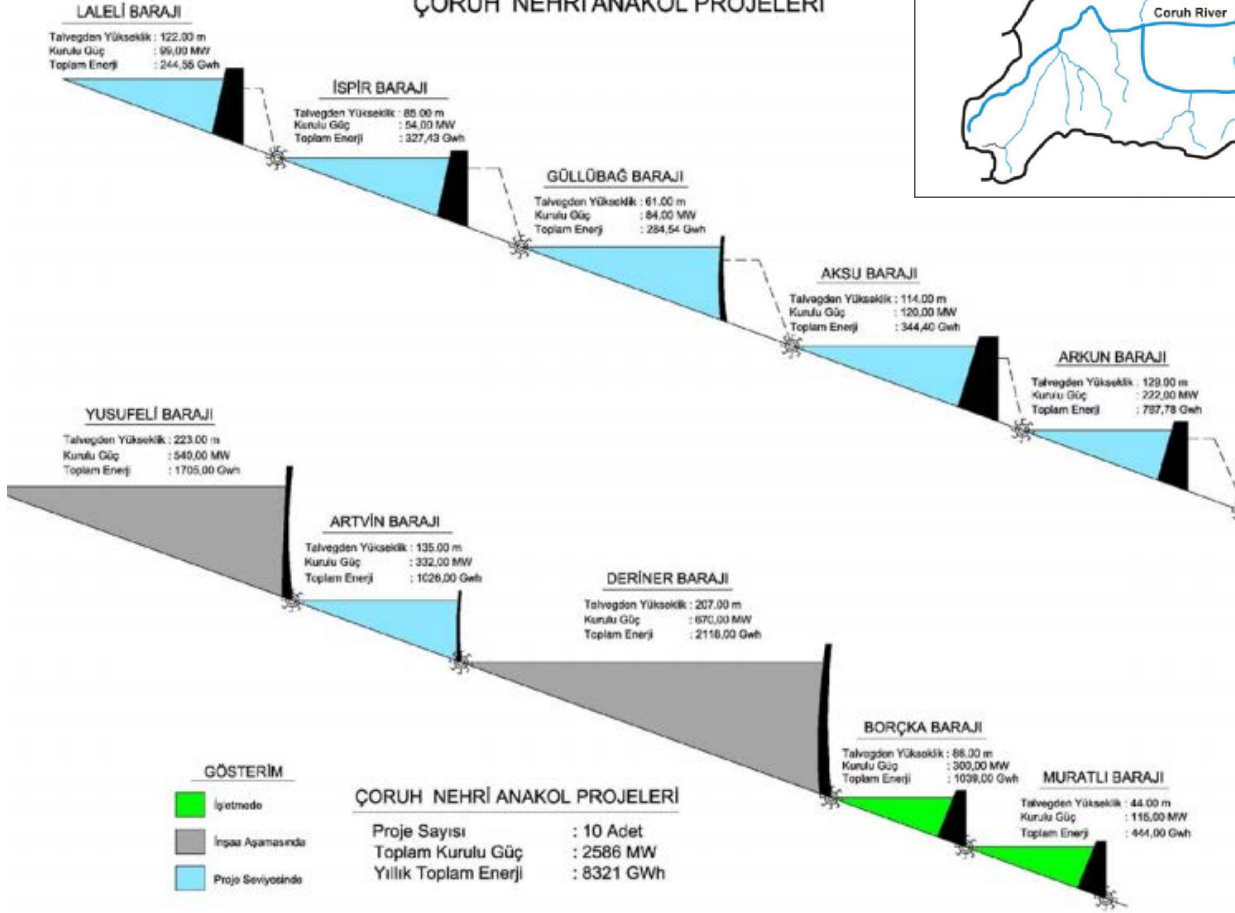 ÇORUH NEHRİ ANAKOL PROJELERİ
Coruh River
LALELİ BARAJI
Talvegden Yükseklik : 122.00 m
Kurulu Güç : 99,00 MW
Toplam Enerji : 244,55 Gwh
İSPİR BARAJI
Talvegden Yükseklik : 85.00 m
Kurulu Güç : 54,00 MW
Toplam Enerji : 327,43 Gwh
GÜLLÜBAĞ BARAJI
Talvegden Yükseklik : 61.00 m
Kurulu Güç : 84,00 MW
Toplam Enerji : 284,54 Gwh
AKSU BARAJI
Talvegden Yükseklik : 114.00 m
Kurulu Güç : 120,00 MW
Toplam Enerji : 344,40 Gwh
ARKUN BARAJI
Talvegden Yükseklik : 129.00 m
Kurulu Güç : 222,00 MW
Toplam Enerji : 787,78 Gwh
YUSUFELİ BARAJI
Talvegden Yükseklik : 223.00 m
Kurulu Güç : 540,00 MW
Toplam Enerji : 1705,00 Gwh
ARTVİN BARAJI
Talvegden Yükseklik : 135.00 m
Kurulu Güç : 332,00 MW
Toplam Enerji : 1026,00 Gwh
DERİNER BARAJI
Talvegden Yükseklik : 207.00 m
Kurulu Güç : 670,00 MW
Toplam Enerji : 2118,00 Gwh
BORÇKA BARAJI
Talvegden Yükseklik : 86.00 m
Kurulu Güç : 300,00 MW
Toplam Enerji : 1039,00 Gwh
MURATLI BARAJI
Talvegden Yükseklik : 44.00 m
Kurulu Güç : 115,00 MW
Toplam Enerji : 444,00 Gwh
GÖSTERİM
İşletmede
İnşaa Aşamasında
Proje Seviyesinde
ÇORUH NEHRİ ANAKOL PROJELERİ
Proje Sayısı : 10 Adet
Toplam Kurulu Güç : 2586 MW
Yıllık Toplam Enerji : 8321 GWh